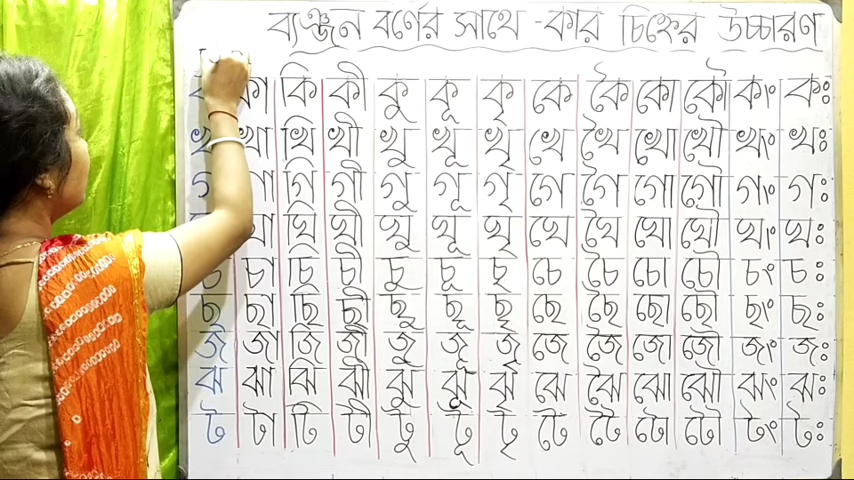 ব্যঞ্জন বর্ণের সাথে -কার চিহ্নের উচ্চারণ
কা কি কী কু কূ কৃ কে কৈ কো কৌ কাং কঃ
খ খা খি খী খু খূ খৃ খে খৈ খো খৌ খাং খঃ
গ গা গি গী গু গূ গৃ গে গৈ গো গৌ গাং গঃ
ঘা ঘি ঘী ঘু ঘূ ঘৃ ঘে ঘৈ ঘো ঘৌ ঘাং ঘঃ
চ চা চি চী চু চূ চৃ চে চৈ চো চৌ চং চঃ
ছ ছা ছি ছী ছু ছূ ছৃ ছে ছৈ ছো ছৌ ছাং ছঃ
জ জা জি জী জু জূ জৃ জে জৈ জো জৌ জাং জঃ
ঝ ঝা ঝি ঝী ঝু ঝূ ঝৃ ঝে ঝৈ ঝো ঝৌ ঝং ঝঃ
ট টা টি টী টু টূ টৃ টে টৈ টো টৌ টং টঃ